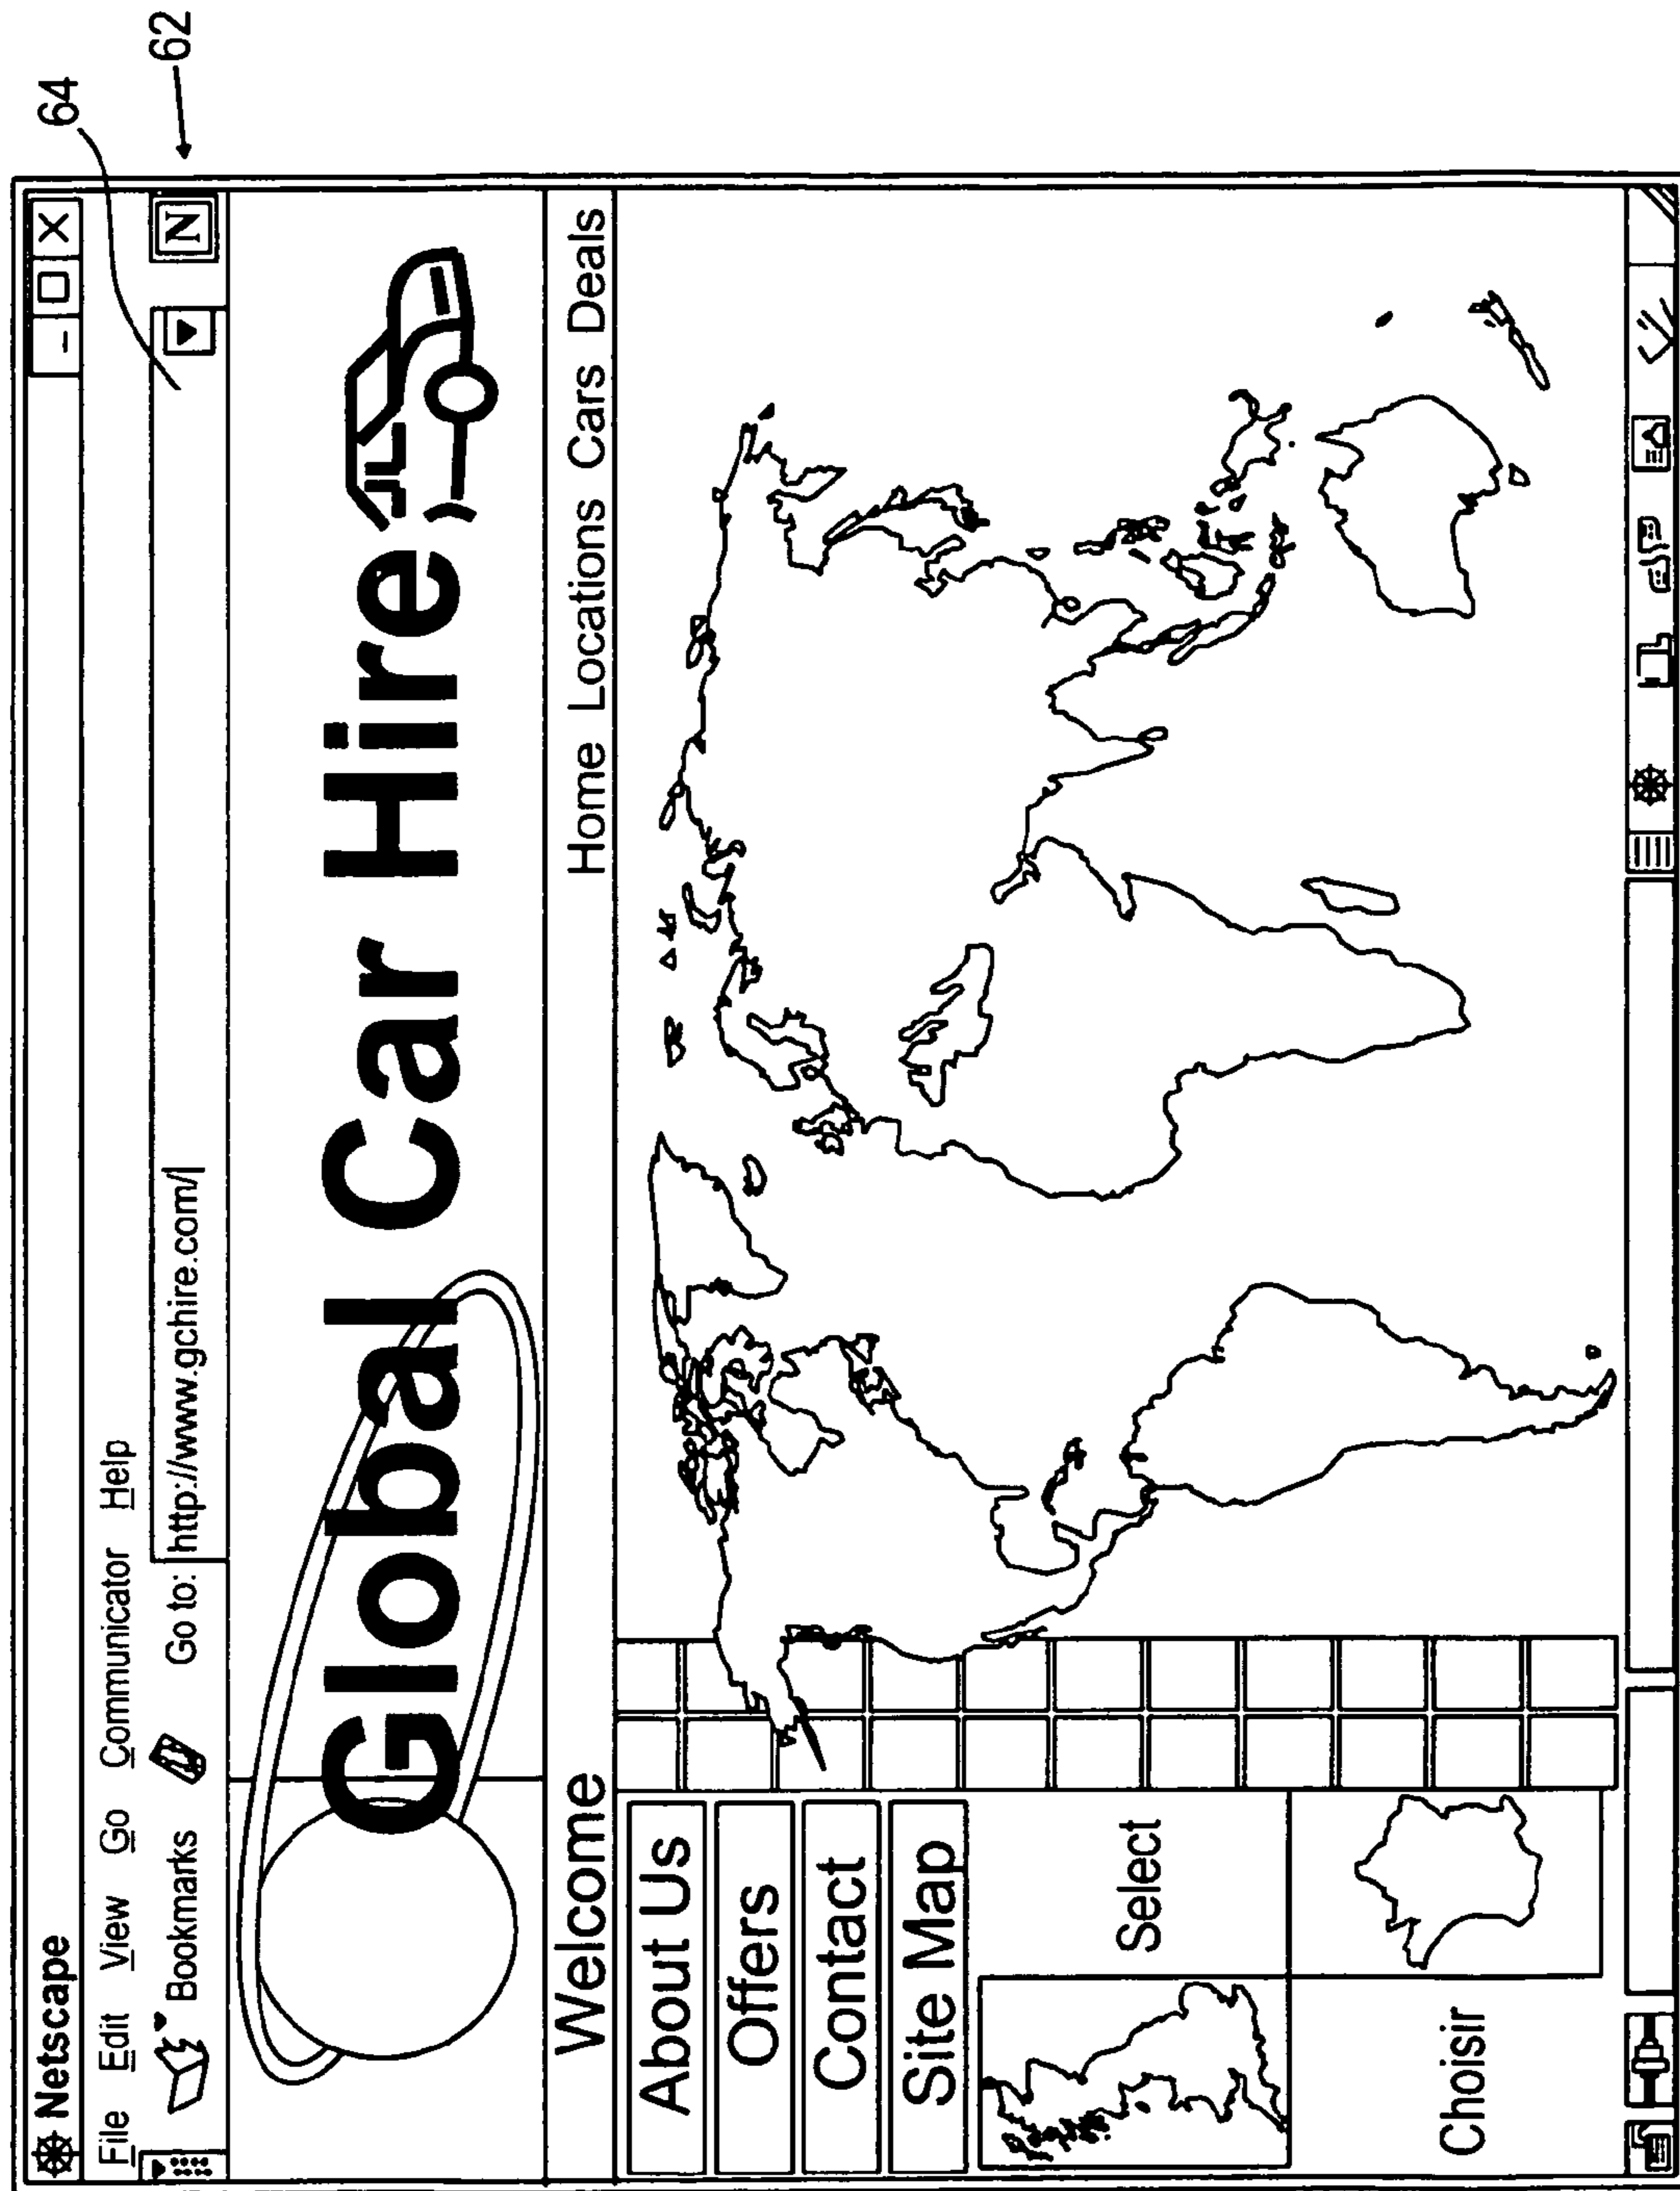 64
62
Netscape
File Edit View Go Communicator Help
Bookmarks Go to: http://www.gchire.com/
N
Global Car Hire
Welcome Home Locations Cars Deals
About Us
Offers
Contact
Site Map
Select
Choisir